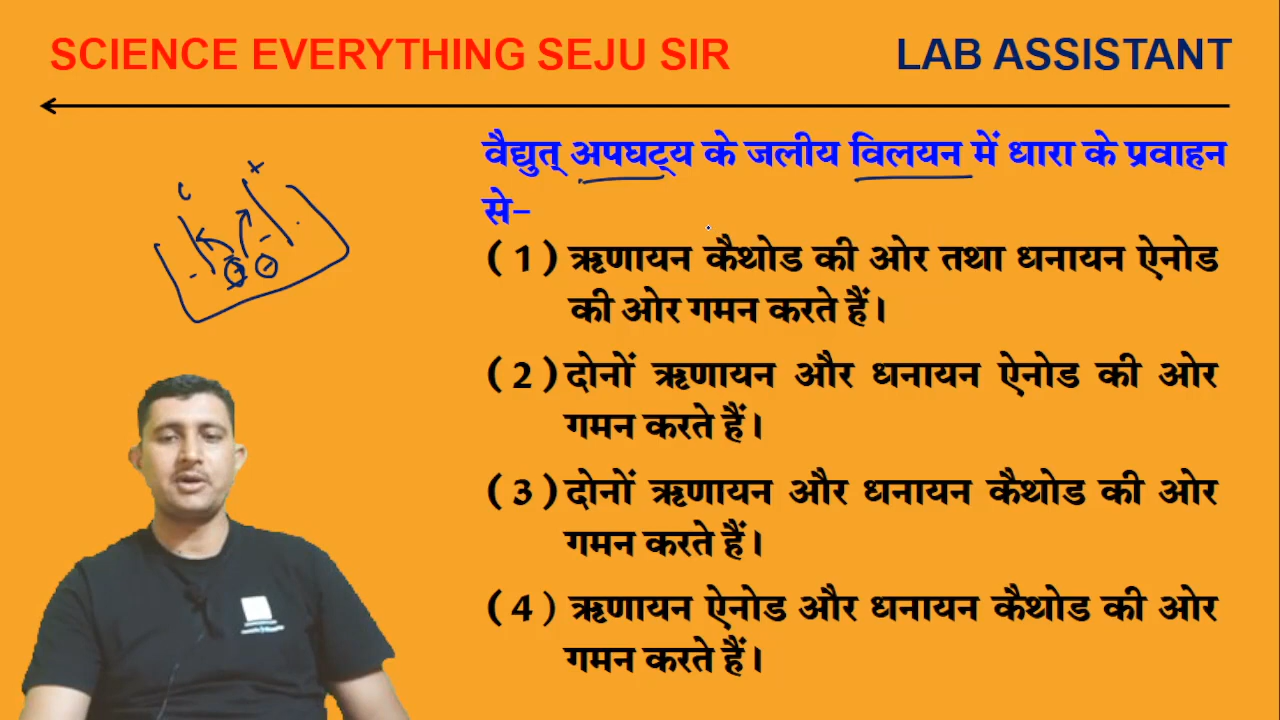 SCIENCE EVERYTHING SEJU SIR LAB ASSISTANT
वैद्युत् अपघट्य के जलीय विलयन में धारा के प्रवाहन
से–
(1) ऋणायन कैथोड की ओर तथा धनायन ऐनोड
की ओर गमन करते हैं।
(2) दोनों ऋणायन और धनायन ऐनोड की ओर
गमन करते हैं।
(3) दोनों ऋणायन और धनायन कैथोड की ओर
गमन करते हैं।
(4) ऋणायन ऐनोड और धनायन कैथोड की ओर
गमन करते हैं।